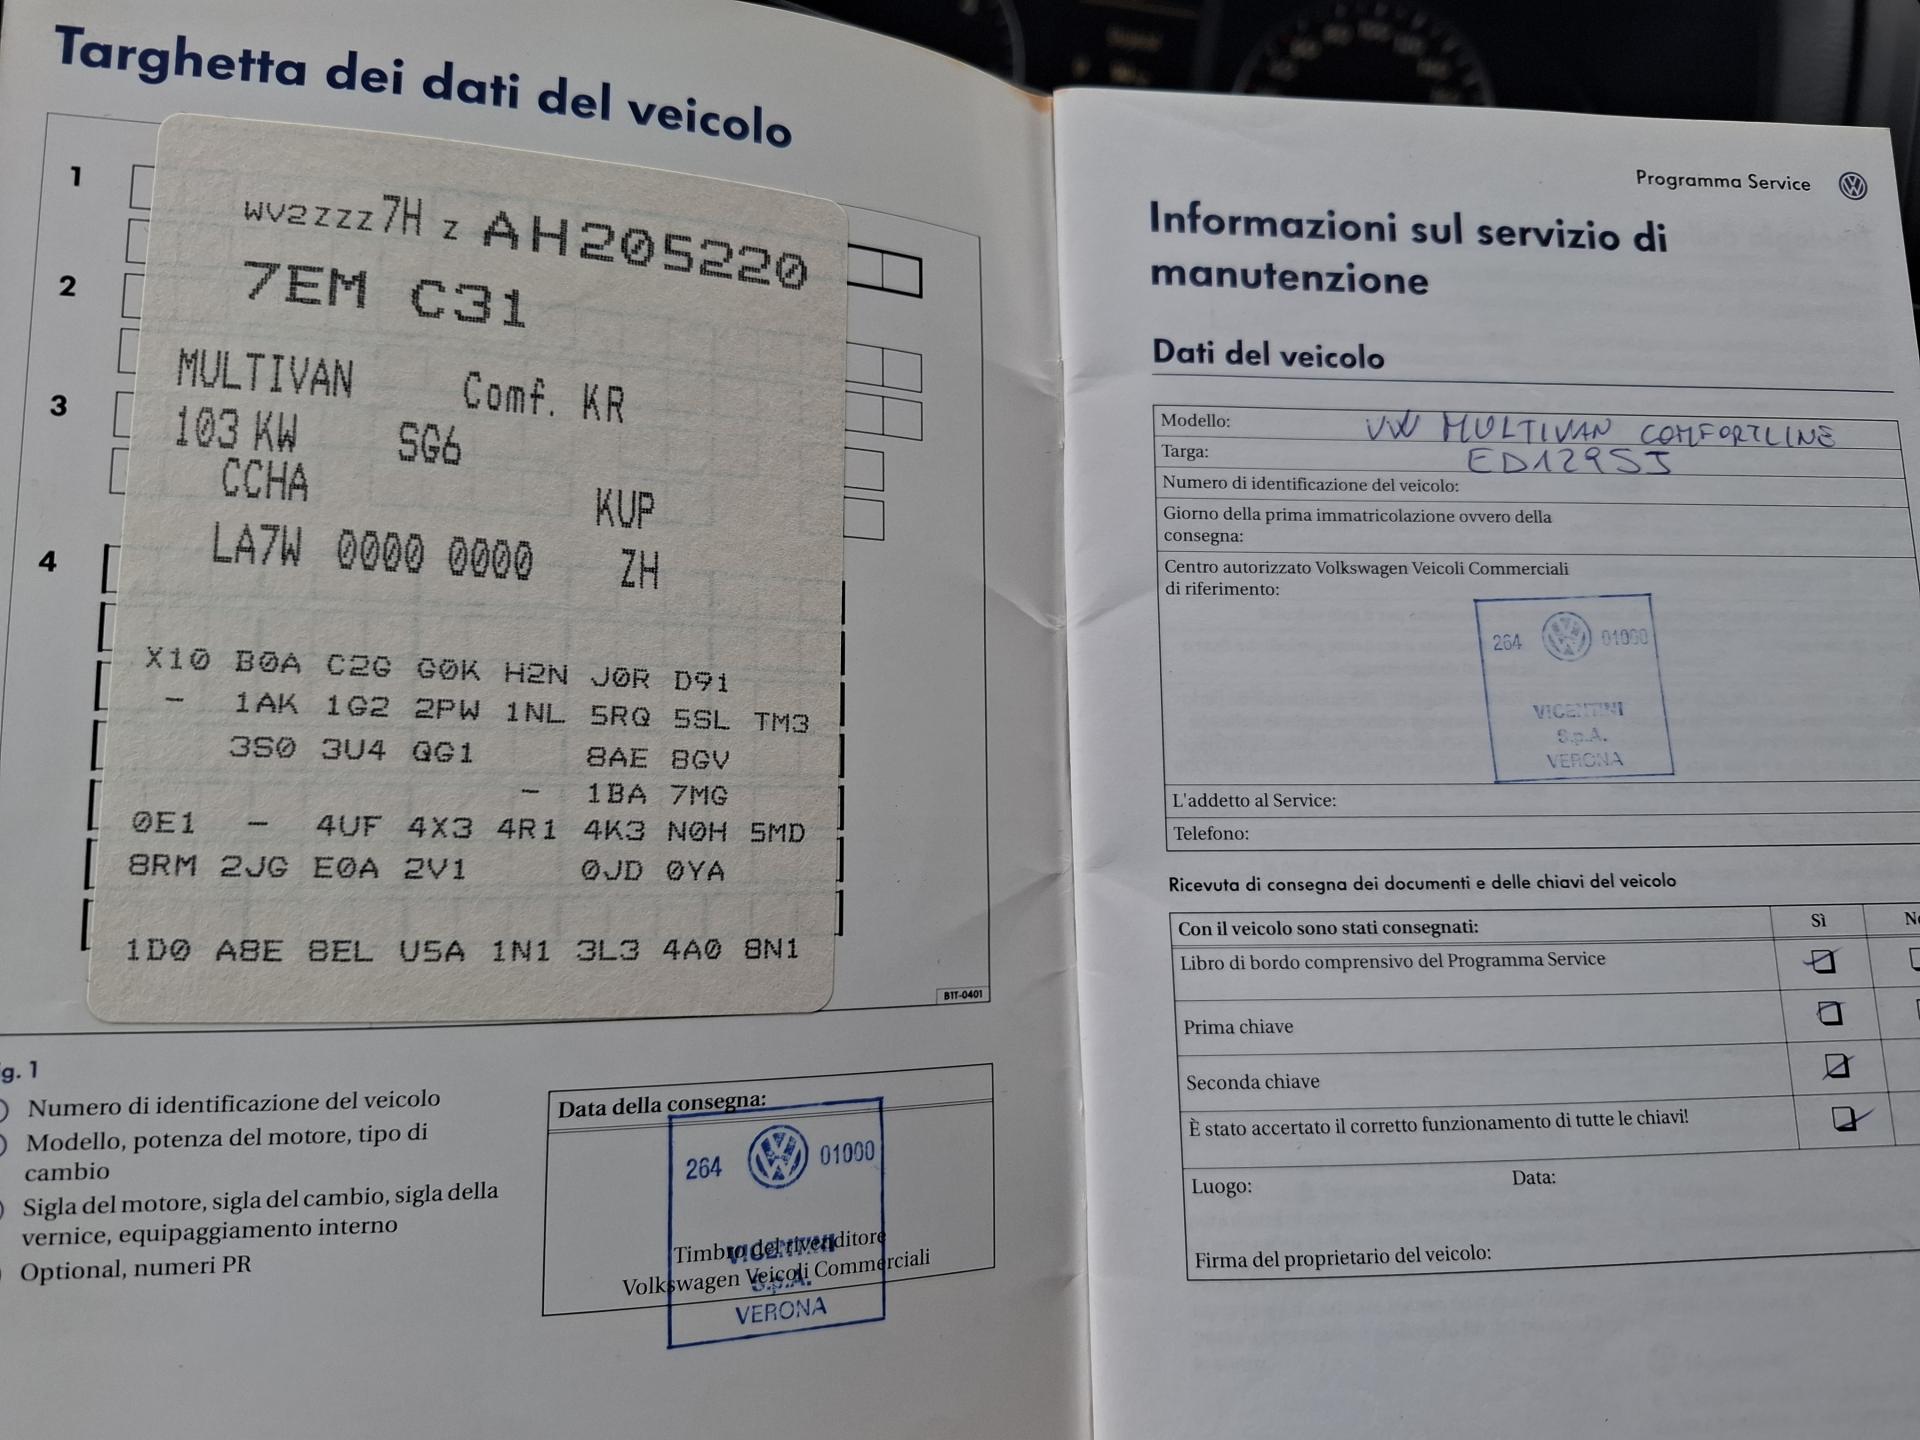 Targhetta dei dati del veicolo
1
2
3
4
WV2ZZZ7H Z AH205220
7EM C31
MULTIVAN Comf. KR
103 KW SG6
CCHA KUP
LA7W 0000 0000 ZH
X10 B0A C2G G0K H2N J0R D91
- 1AK 1G2 2PW 1NL 5RQ 5SL TM3
3S0 3U4 QG1 8AE 8GV
- 1BA 7MG
0E1 - 4UF 4X3 4R1 4K3 N0H 5MD
8RM 2JG E0A 2V1 0JD 0YA
1D0 A8E 8EL U5A 1N1 3L3 4A0 8N1
B1T-0401
g. 1
Numero di identificazione del veicolo
Modello, potenza del motore, tipo di
cambio
Sigla del motore, sigla del cambio, sigla della
vernice, equipaggiamento interno
Optional, numeri PR
Data della consegna:
264 01000
Timbro del rivenditore
VICENTINI
Volkswagen Veicoli Commerciali
S.p.A.
VERONA
Programma Service
Informazioni sul servizio di
manutenzione
Dati del veicolo
Modello: VW MULTIVAN COMFORTLINE
Targa: ED129SJ
Numero di identificazione del veicolo:
Giorno della prima immatricolazione ovvero della
consegna:
Centro autorizzato Volkswagen Veicoli Commerciali
di riferimento:
264 01000
VICENTINI
S.p.A.
VERONA
L'addetto al Service:
Telefono:
Ricevuta di consegna dei documenti e delle chiavi del veicolo
Con il veicolo sono stati consegnati: Sì
Libro di bordo comprensivo del Programma Service
Prima chiave
Seconda chiave
È stato accertato il corretto funzionamento di tutte le chiavi!
Luogo: Data:
Firma del proprietario del veicolo: